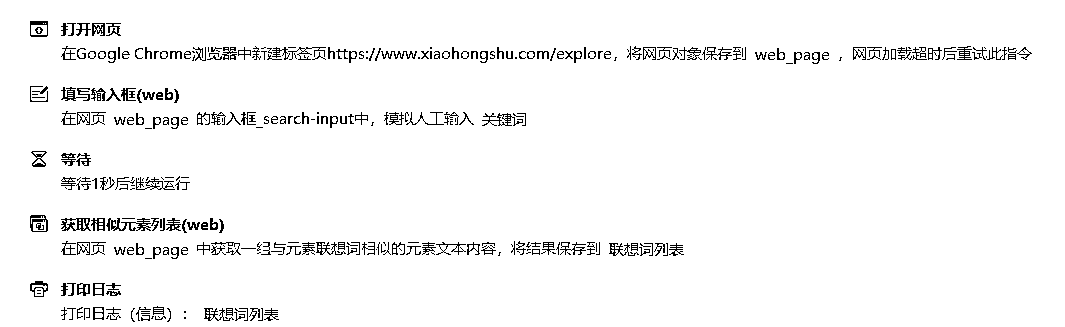 打开网页
在Google Chrome浏览器中新建标签页https://www.xiaohongshu.com/explore，将网页对象保存到 web_page ，网页加载超时后重试此指令
填写输入框(web)
在网页 web_page 的输入框_search-input中，模拟人工输入 关键词
等待
等待1秒后继续运行
获取相似元素列表(web)
在网页 web_page 中获取一组与元素联想词相似的元素文本内容，将结果保存到 联想词列表
打印日志
打印日志（信息）： 联想词列表